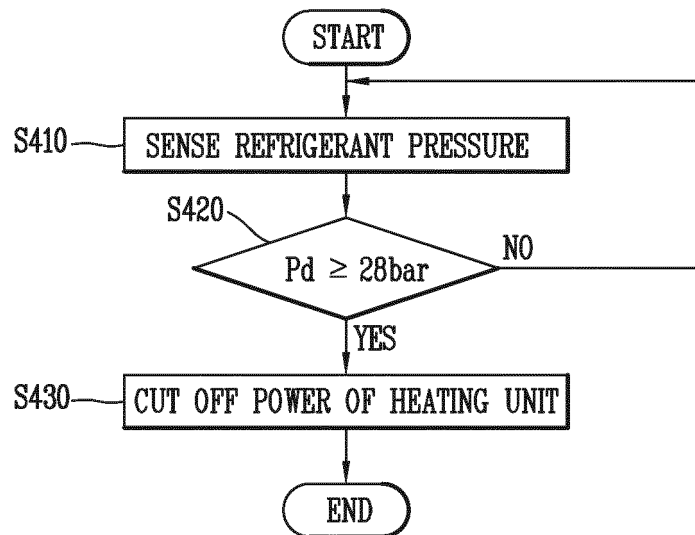 START
S410
SENSE REFRIGERANT PRESSURE
S420
Pd ≥ 28bar
NO
YES
S430
CUT OFF POWER OF HEATING UNIT
END